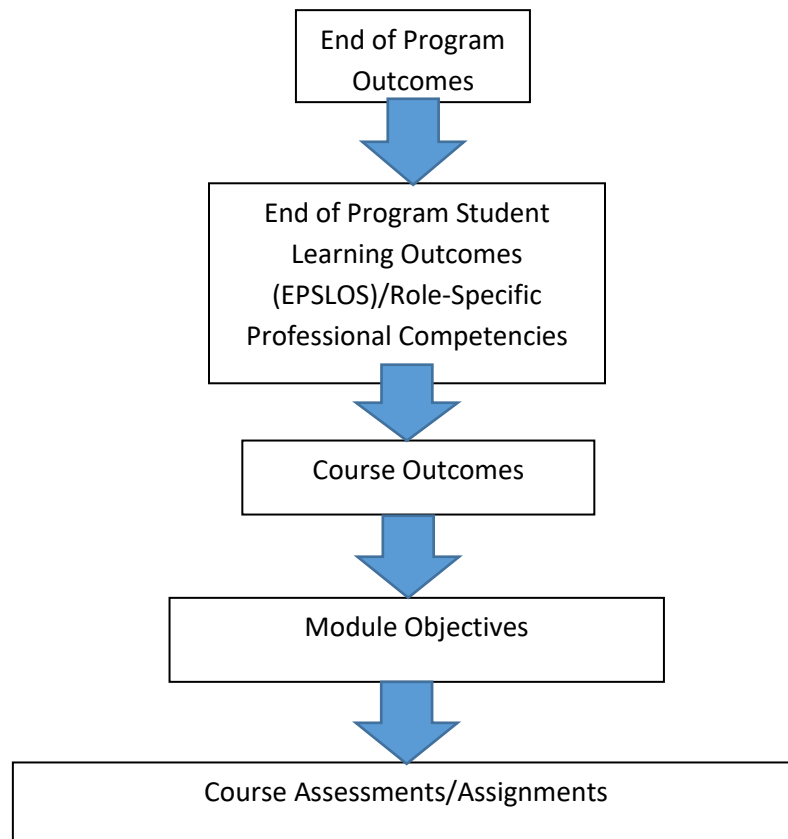 End of Program
Outcomes
End of Program Student
Learning Outcomes
(EPSLOS)/Role-Specific
Professional Competencies
Course Outcomes
Module Objectives
Course Assessments/Assignments